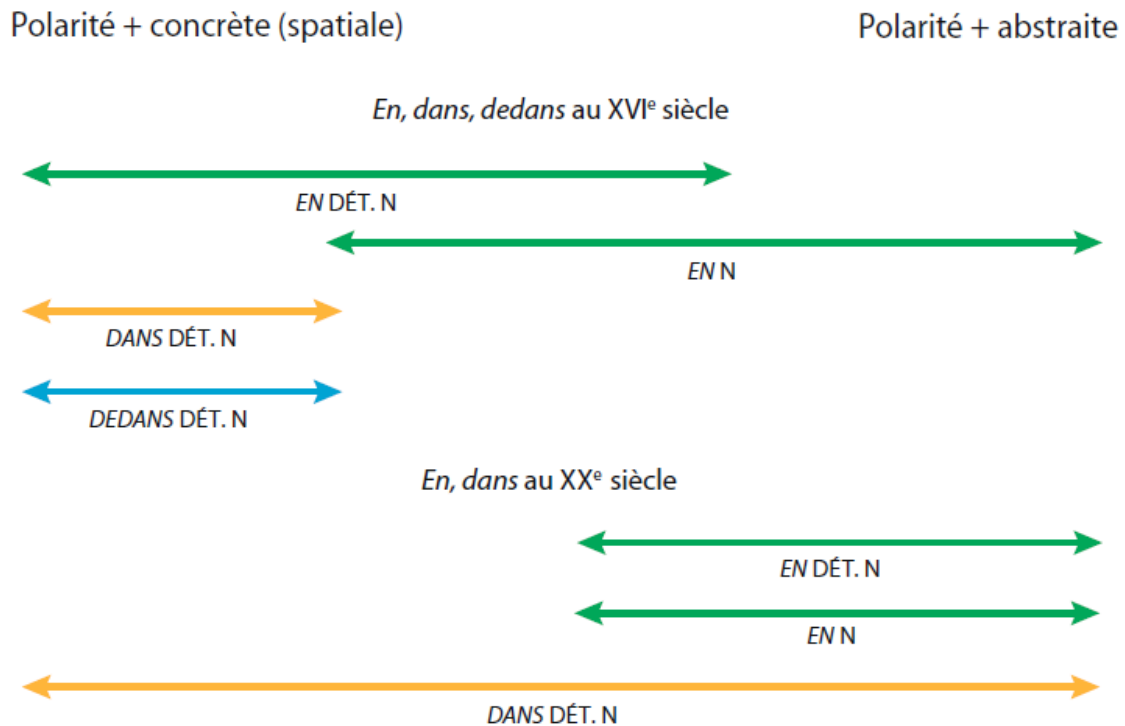 Polarité + concrète (spatiale) Polarité + abstraite
En, dans, dedans au XVIe siècle
EN DÉT. N
EN N
DANS DÉT. N
DEDANS DÉT. N
En, dans au XXe siècle
EN DÉT. N
EN N
DANS DÉT. N